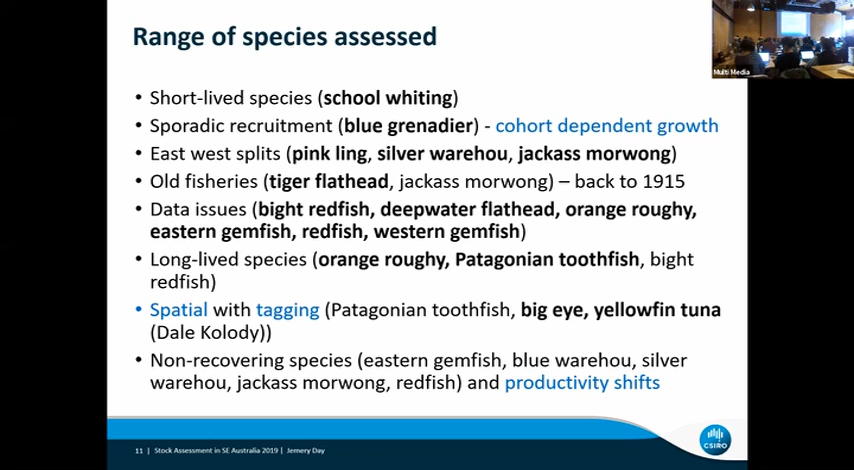 Range of species assessed
Multi Media
• Short-lived species (school whiting)
• Sporadic recruitment (blue grenadier) - cohort dependent growth
• East west splits (pink ling, silver warehou, jackass morwong)
• Old fisheries (tiger flathead, jackass morwong) – back to 1915
• Data issues (bight redfish, deepwater flathead, orange roughy,
eastern gemfish, redfish, western gemfish)
• Long-lived species (orange roughy, Patagonian toothfish, bight
redfish)
• Spatial with tagging (Patagonian toothfish, big eye, yellowfin tuna
(Dale Kolody))
• Non-recovering species (eastern gemfish, blue warehou, silver
warehou, jackass morwong, redfish) and productivity shifts
11 | Stock Assessment in SE Australia 2019 | Jemery Day
CSIRO